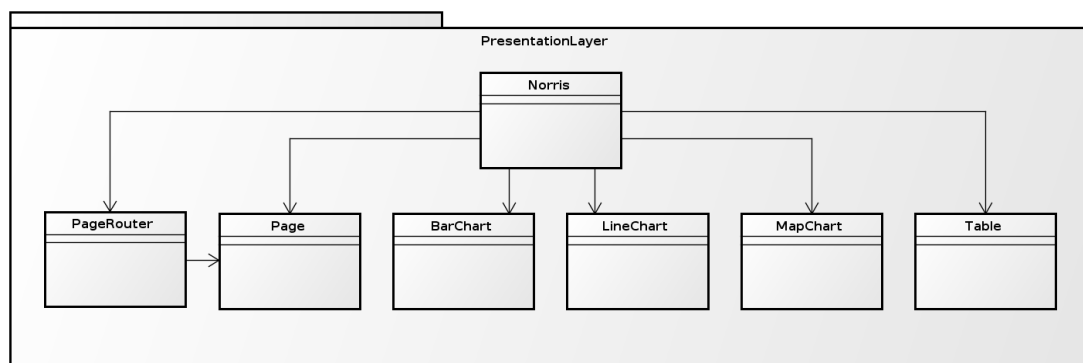 PresentationLayer
Norris
PageRouter
Page
BarChart
LineChart
MapChart
Table